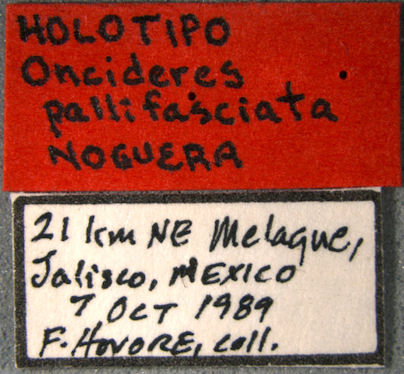 HOLOTIPO
Oncideres
pallifasciata
NOGUERA
21 km NE Melaque,
Jalisco, MEXICO
7 OCT 1989
F. HOVORE, coll.